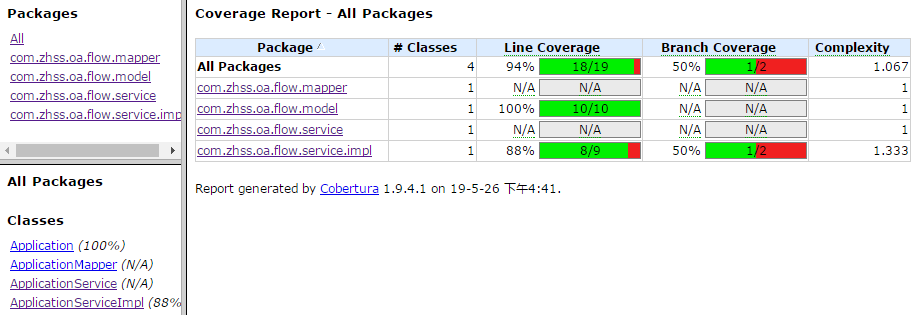 Packages
All
com.zhss.oa.flow.mapper
com.zhss.oa.flow.model
com.zhss.oa.flow.service
com.zhss.oa.flow.service.imp
All Packages
Classes
Application (100%)
ApplicationMapper (N/A)
ApplicationService (N/A)
ApplicationServiceImpl (88%
Coverage Report - All Packages
Package # Classes Line Coverage Branch Coverage Complexity
All Packages 4 94% 18/19 50% 1/2 1.067
com.zhss.oa.flow.mapper 1 N/A N/A N/A N/A 1
com.zhss.oa.flow.model 1 100% 10/10 N/A N/A 1
com.zhss.oa.flow.service 1 N/A N/A N/A N/A 1
com.zhss.oa.flow.service.impl 1 88% 8/9 50% 1/2 1.333
Report generated by Cobertura 1.9.4.1 on 19-5-26 下午4:41.